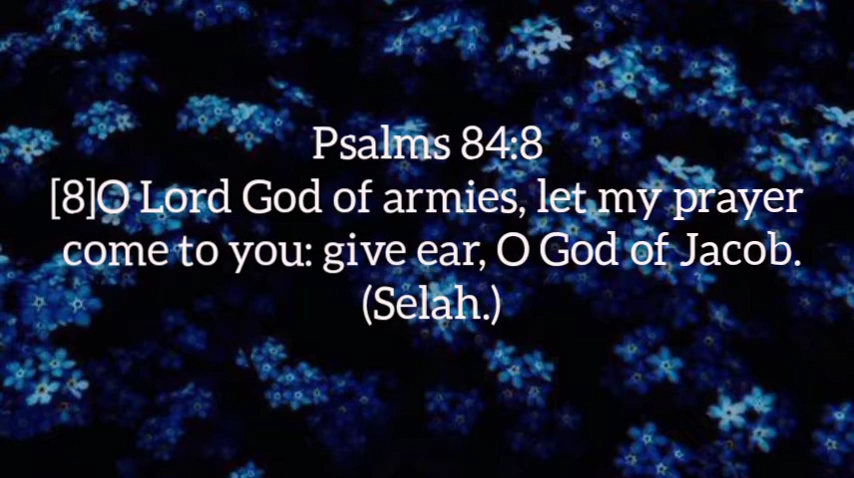 Psalms 84:8
[8]O Lord God of armies, let my prayer
come to you: give ear, O God of Jacob.
(Selah.)